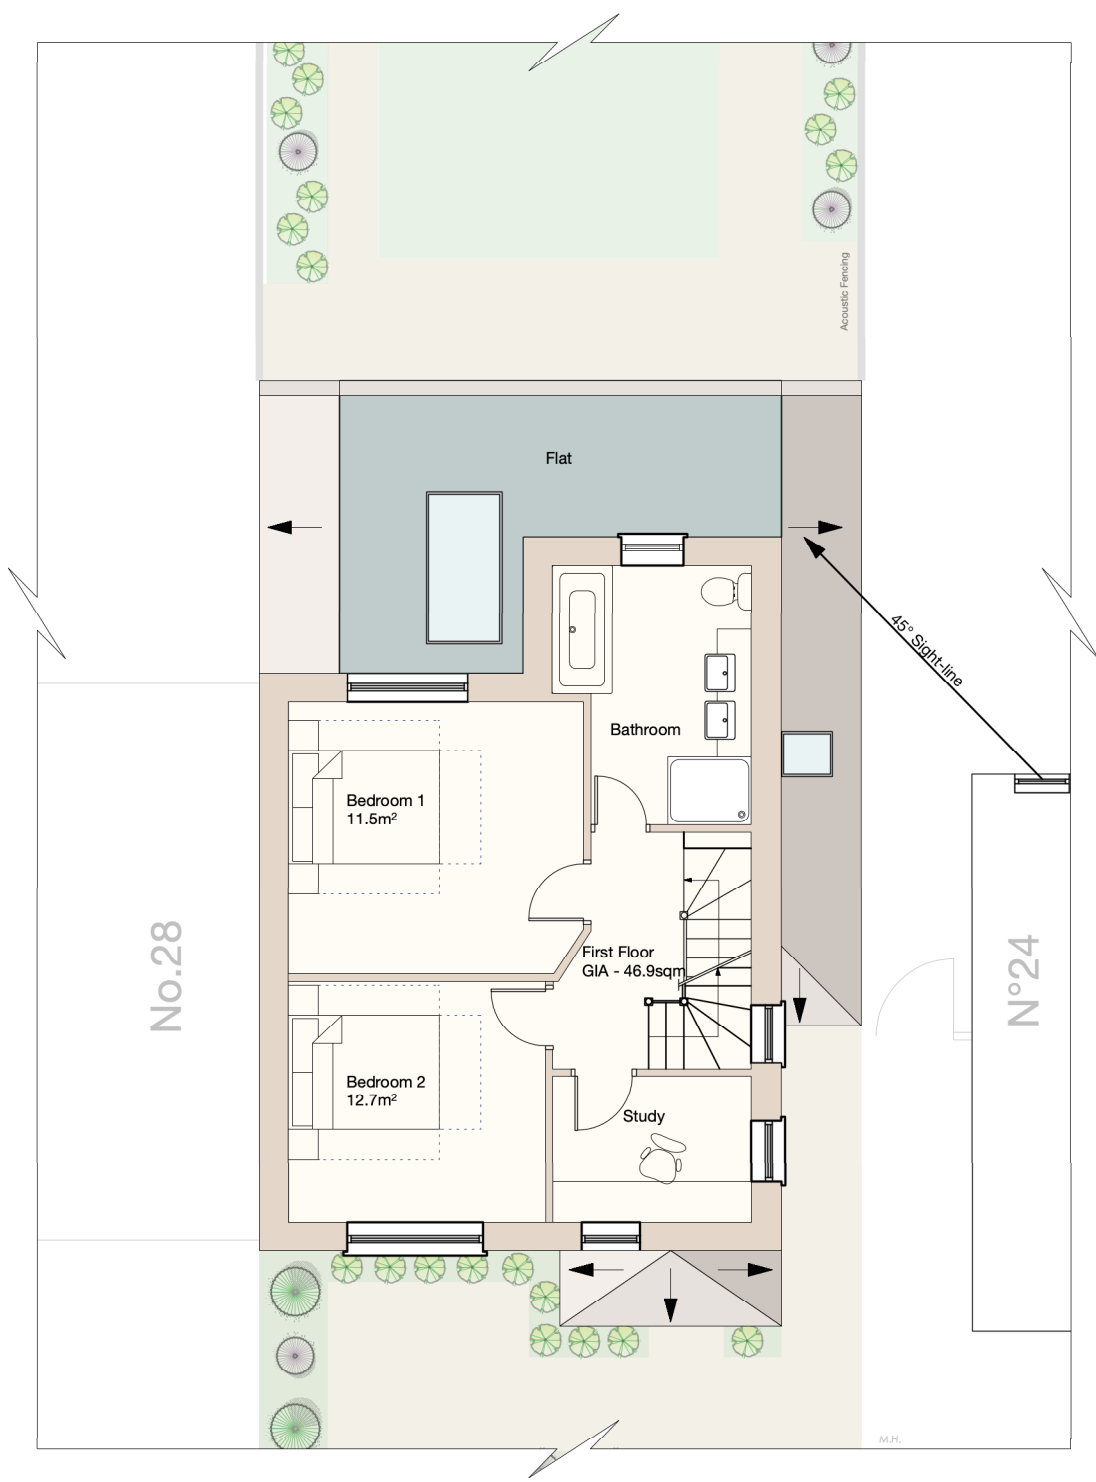 Acoustic Fencing
Flat
45° Sight-line
Bathroom
Bedroom 1
11.5m²
First Floor
GIA - 46.9sqm
No.28
N°24
Bedroom 2
12.7m²
Study
M.H.